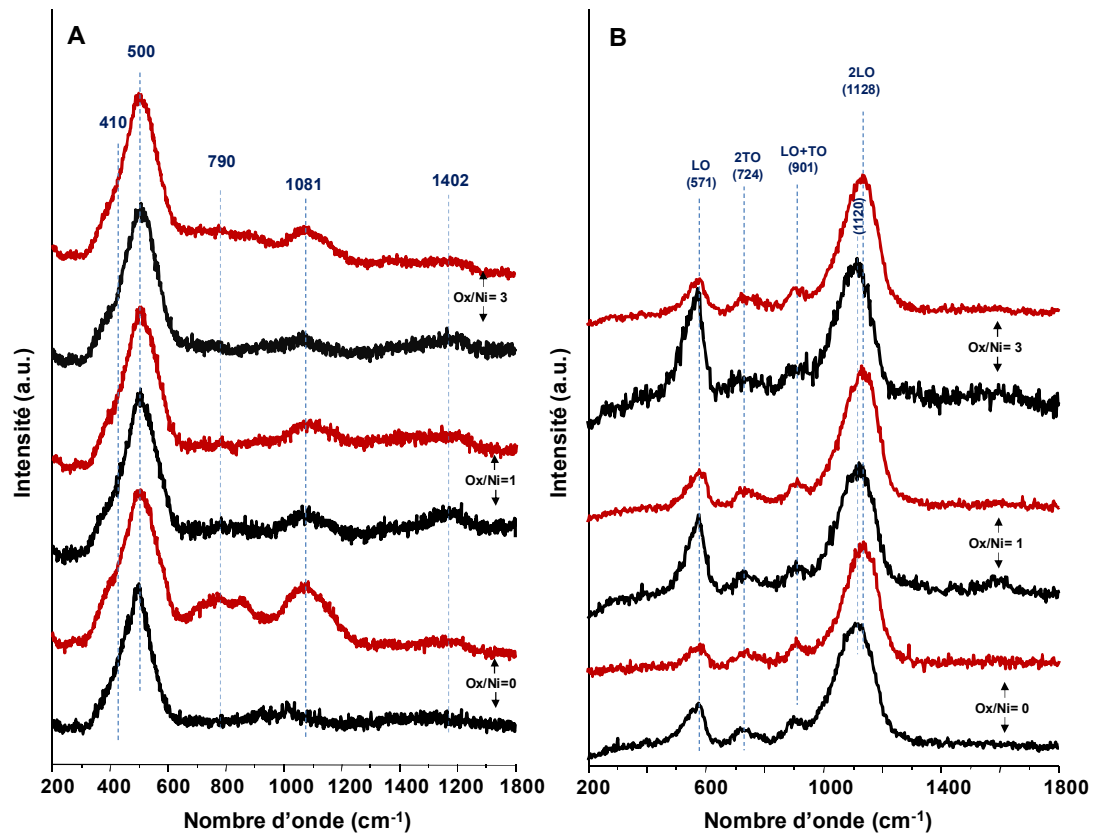 A
500
410
790
1081
1402
Ox/Ni= 3
Ox/Ni=1
Ox/Ni=0
Intensité (a.u.)
200 400 600 800 1000 1200 1400 1800
Nombre d’onde (cm-1)
B
2LO
(1128)
LO
(571)
2TO
(724)
LO+TO
(901)
(1120)
Ox/Ni= 3
Ox/Ni= 1
Ox/Ni= 0
Intensité (a.u.)
200 600 1000 1400 1800
Nombre d’onde (cm-1)